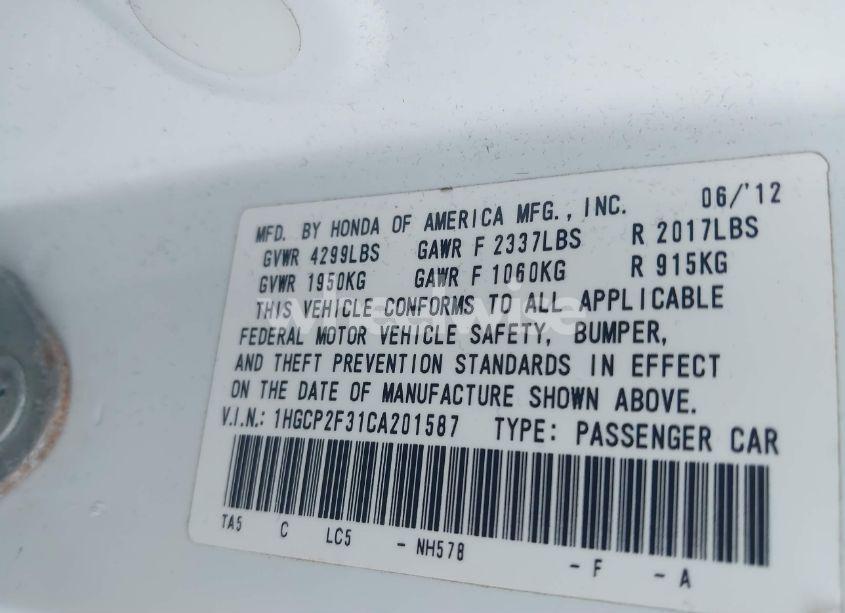 MFD. BY HONDA OF AMERICA MFG., INC. 06/'12
GVWR 4299LBS GAWR F 2337LBS R 2017LBS
GVWR 1950KG GAWR F 1060KG R 915KG
THIS VEHICLE CONFORMS TO ALL APPLICABLE
FEDERAL MOTOR VEHICLE SAFETY, BUMPER,
AND THEFT PREVENTION STANDARDS IN EFFECT
ON THE DATE OF MANUFACTURE SHOWN ABOVE.
V.I.N.: 1HGCP2F31CA201587 TYPE: PASSENGER CAR
TA5 C LC5 - NH578 - F - A